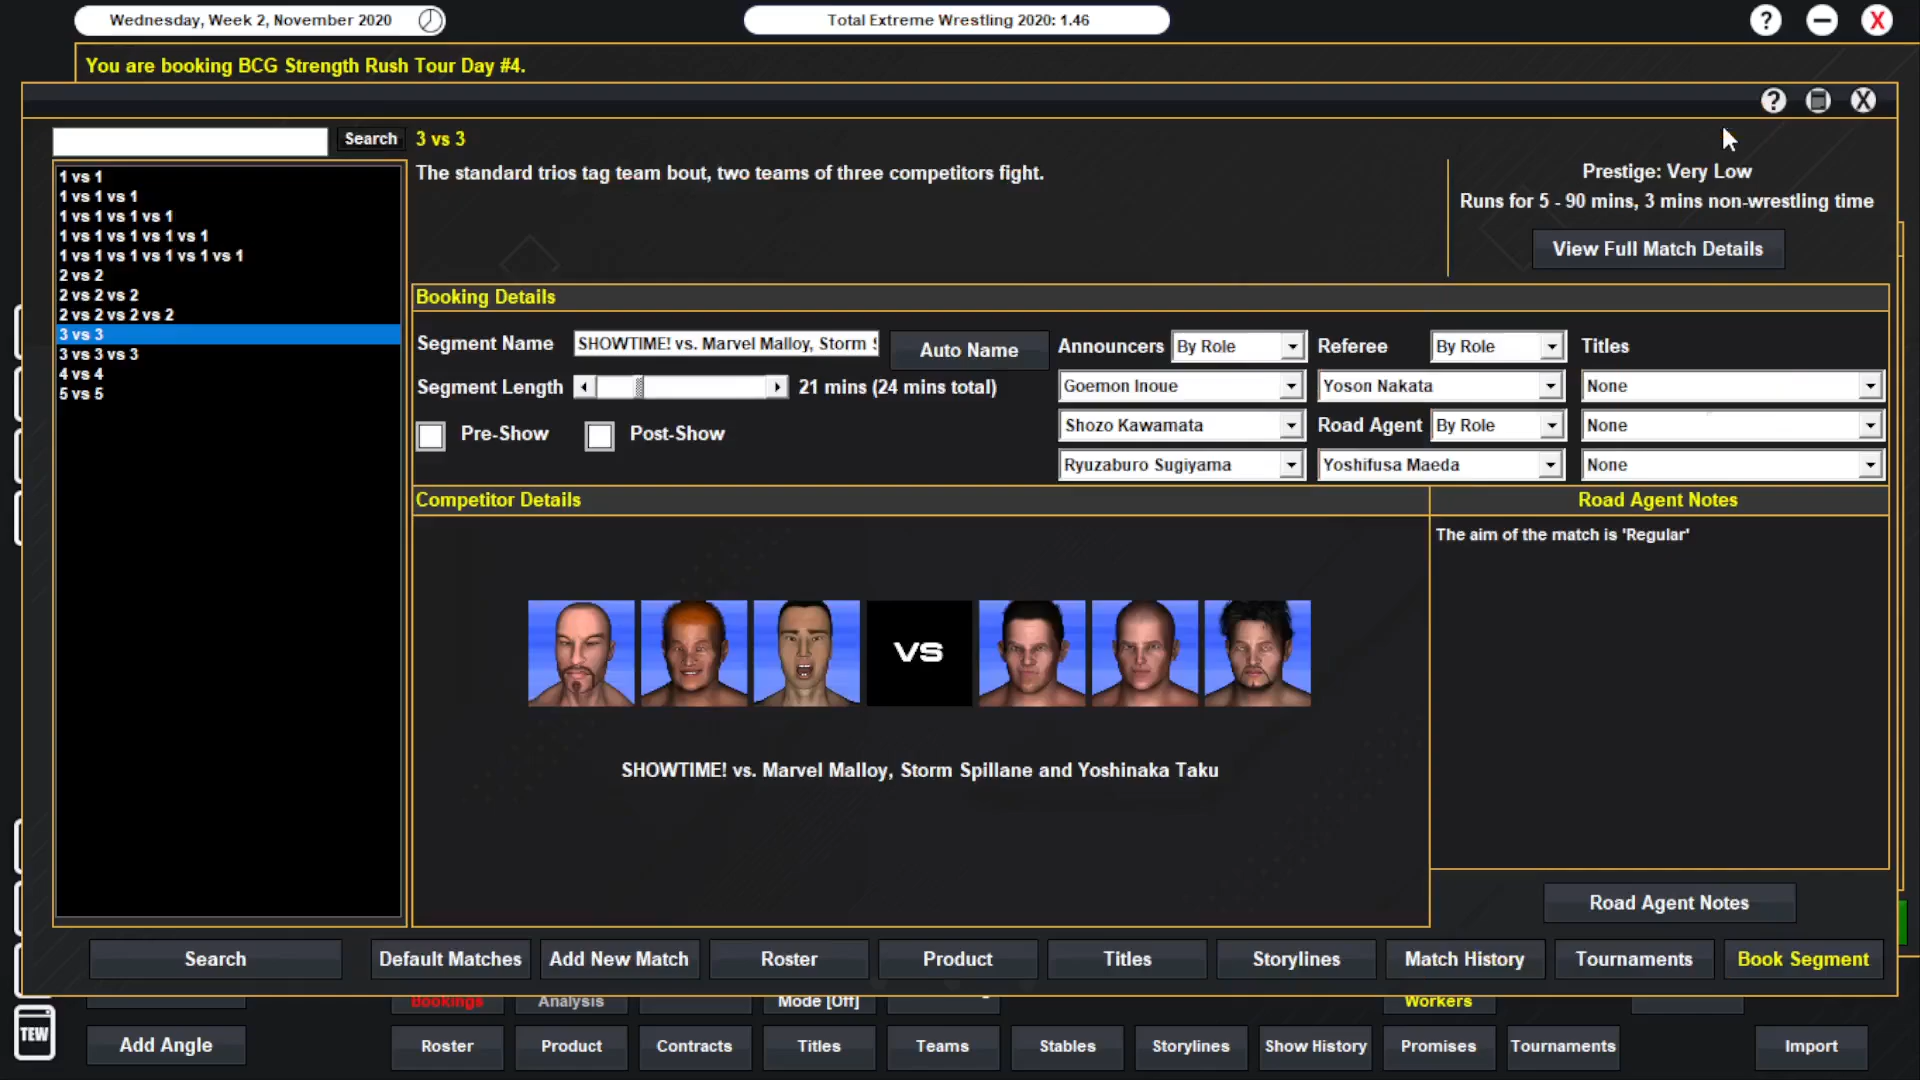 Wednesday, Week 2, November 2020
Total Extreme Wrestling 2020: 1.46
?
X
You are booking BCG Strength Rush Tour Day #4.
?
X
Search
3 vs 3
The standard trios tag team bout, two teams of three competitors fight.
Prestige: Very Low
Runs for 5 - 90 mins, 3 mins non-wrestling time
View Full Match Details
1 vs 1
1 vs 1 vs 1
1 vs 1 vs 1 vs 1
1 vs 1 vs 1 vs 1 vs 1
1 vs 1 vs 1 vs 1 vs 1 vs 1
2 vs 2
2 vs 2 vs 2
2 vs 2 vs 2 vs 2
3 vs 3
3 vs 3 vs 3
4 vs 4
5 vs 5
Booking Details
Segment Name
SHOWTIME! vs. Marvel Malloy, Storm
Auto Name
Announcers
By Role
Referee
By Role
Titles
Segment Length
21 mins (24 mins total)
Goemon Inoue
Yoson Nakata
None
Pre-Show
Post-Show
Shozo Kawamata
Road Agent
By Role
None
Ryuzaburo Sugiyama
Yoshifusa Maeda
None
Competitor Details
Road Agent Notes
The aim of the match is 'Regular'
VS
SHOWTIME! vs. Marvel Malloy, Storm Spillane and Yoshinaka Taku
Road Agent Notes
Search
Default Matches
Add New Match
Roster
Product
Titles
Storylines
Match History
Tournaments
Book Segment
Bookings
Analysis
Mode [Off]
Workers
TEW
Add Angle
Roster
Product
Contracts
Titles
Teams
Stables
Storylines
Show History
Promises
Tournaments
Import